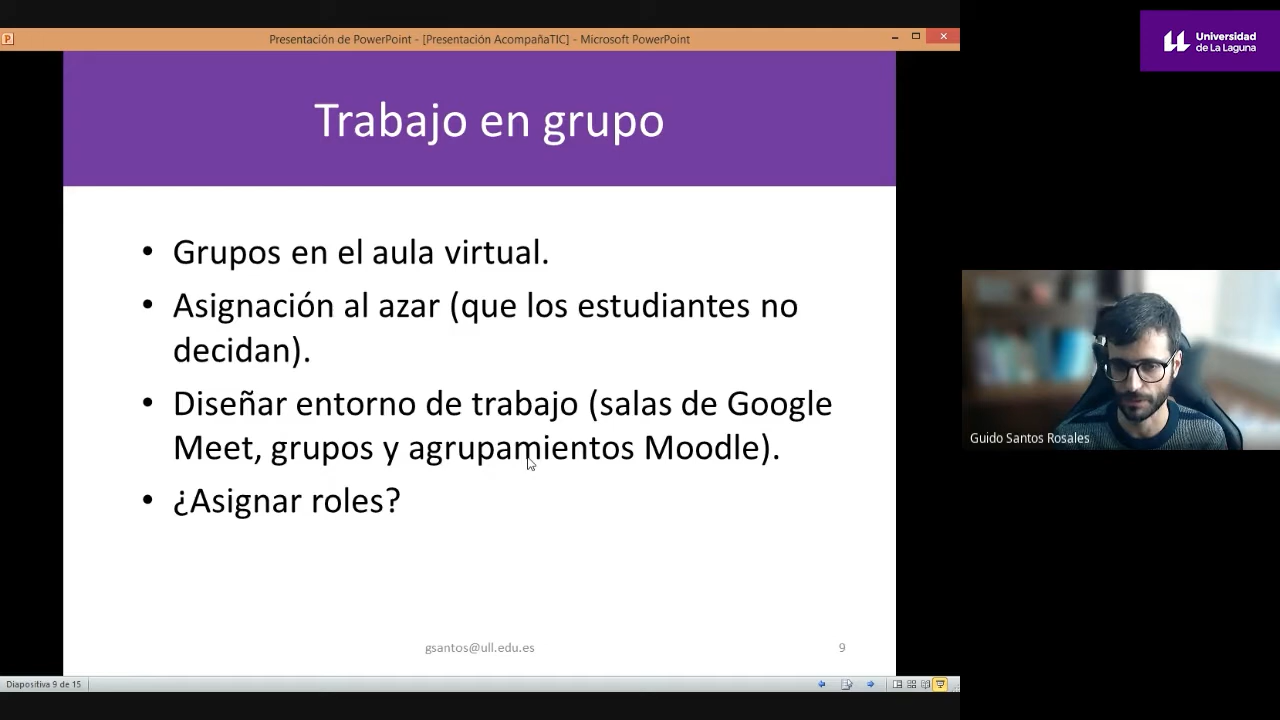 Presentación de PowerPoint - [Presentación AcompañaTIC] - Microsoft PowerPoint
Universidad
de La Laguna
Trabajo en grupo
• Grupos en el aula virtual.
• Asignación al azar (que los estudiantes no
decidan).
• Diseñar entorno de trabajo (salas de Google
Meet, grupos y agrupamientos Moodle).
• ¿Asignar roles?
Guido Santos Rosales
gsantos@ull.edu.es
9
Diapositiva 9 de 15